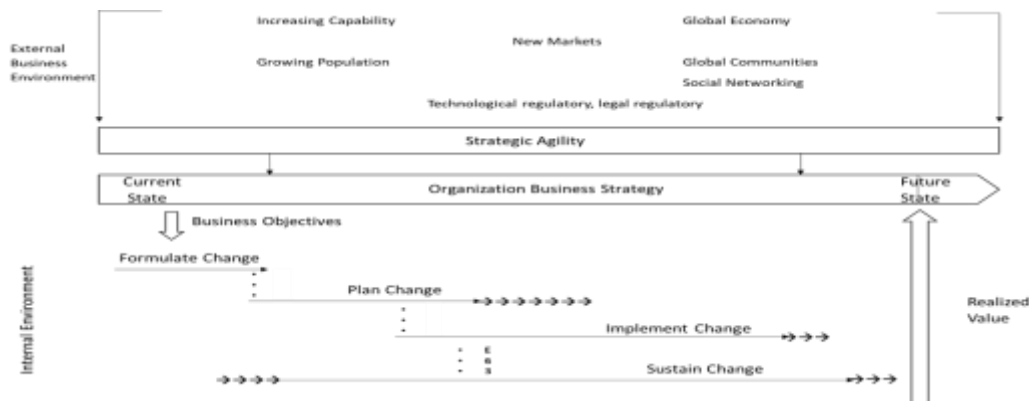 Increasing Capability
Global Economy
External
Business
Environment
New Markets
Growing Population
Global Communities
Social Networking
Technological regulatory, legal regulatory
Strategic Agility
Current
State
Organization Business Strategy
Future
State
Business Objectives
Internal Environment
Formulate Change
Plan Change
Realized
Value
Implement Change
Sustain Change